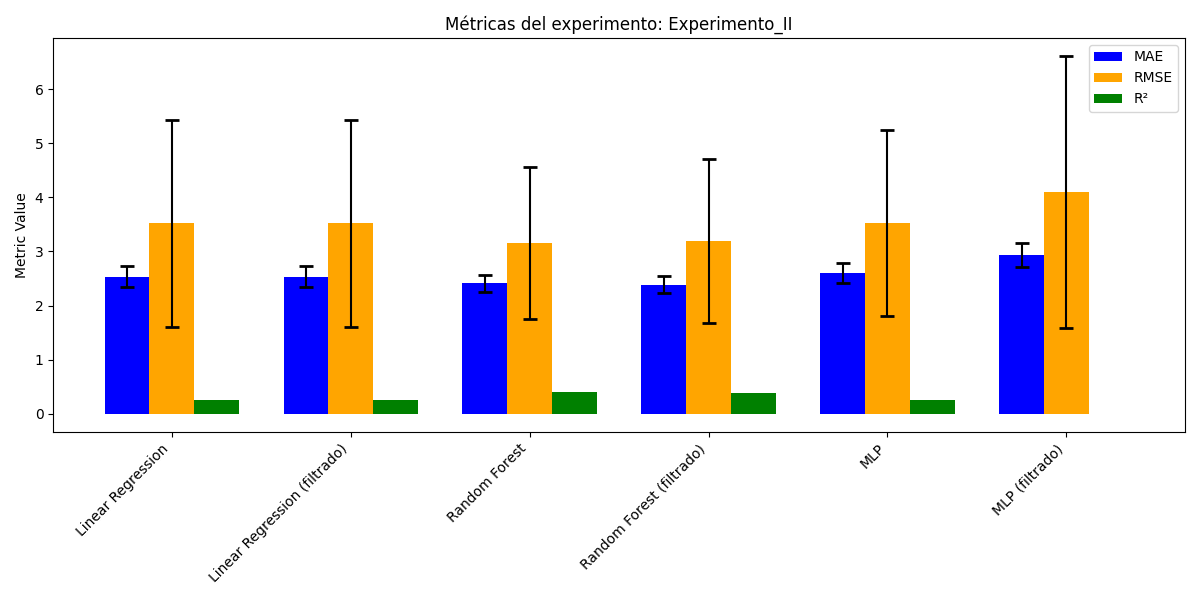 Métricas del experimento: Experimento_II
MAE
RMSE
R²
Metric Value
6
5
4
3
2
1
0
Linear Regression
Linear Regression (filtrado)
Random Forest
Random Forest (filtrado)
MLP
MLP (filtrado)